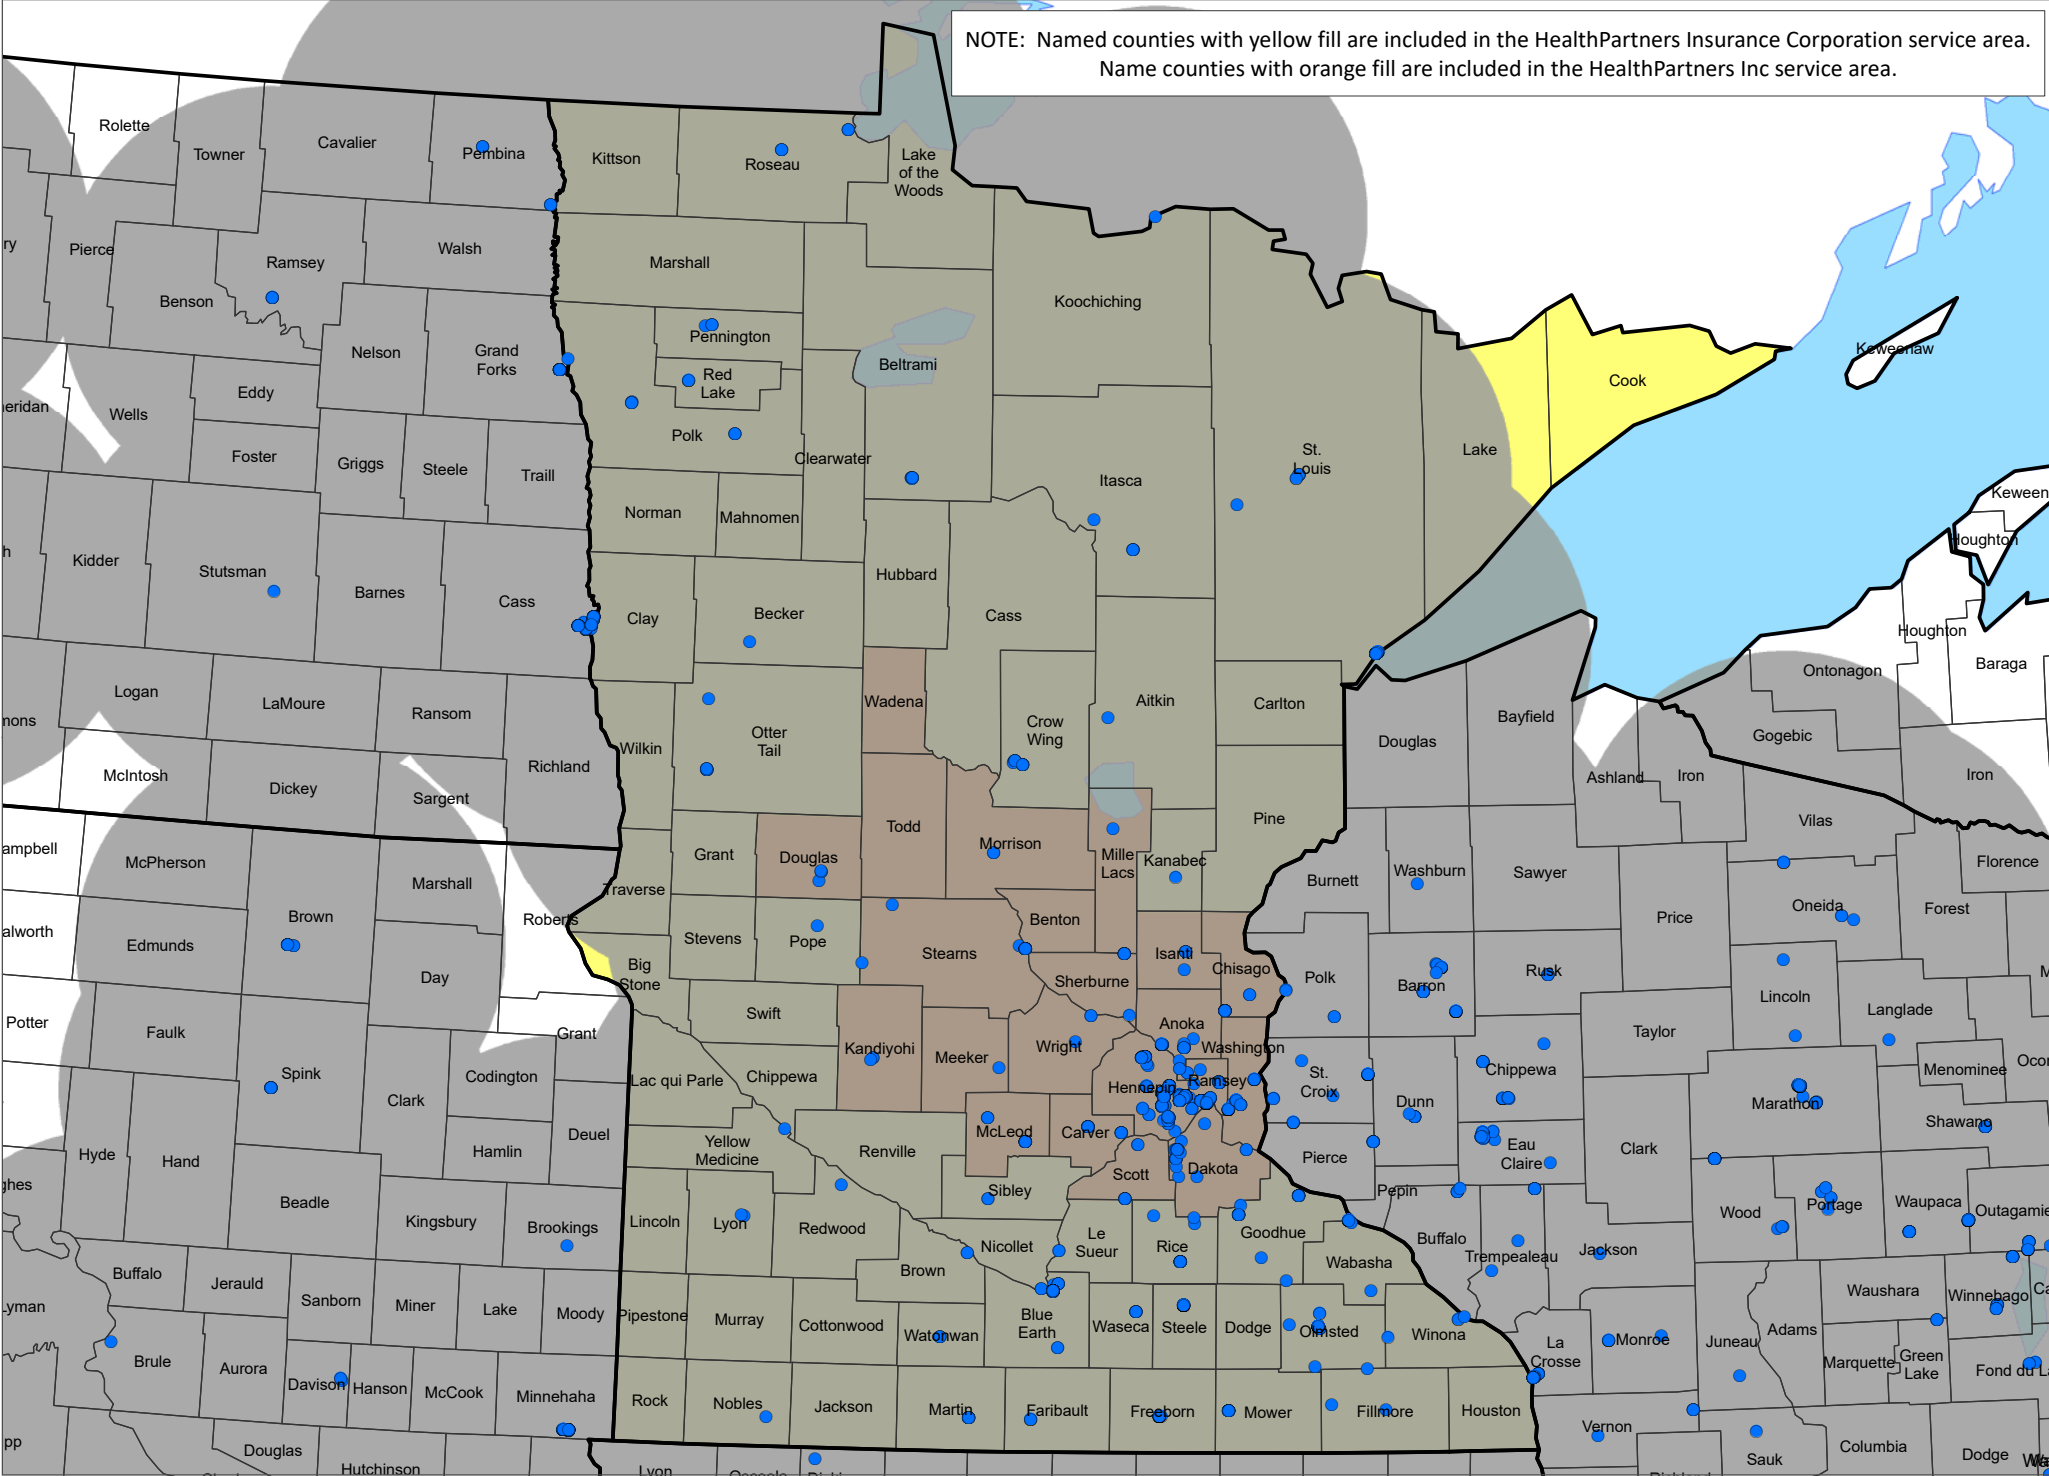 NOTE: Named counties with yellow fill are included in the HealthPartners Insurance Corporation service area.
Name counties with orange fill are included in the HealthPartners Inc service area.
Rolette
Towner
Cavalier
Pembina
Kittson
Roseau
Lake
of the
Woods
ry
Pierce
Benson
Ramsey
Walsh
Marshall
Koochiching
Nelson
Grand
Forks
Pennington
Red
Lake
Beltrami
Keweenaw
Cook
eridan
Wells
Eddy
Foster
Griggs
Steele
Traill
Polk
Clearwater
Itasca
St.
Louis
Lake
Norman
Mahnomen
Keween
Houghton
h
Kidder
Stutsman
Barnes
Cass
Clay
Becker
Hubbard
Cass
Houghton
Baraga
Ontonagon
Logan
LaMoure
Ransom
Wadena
Aitkin
Carlton
mons
McIntosh
Dickey
Sargent
Richland
Wilkin
Otter
Tail
Crow
Wing
Douglas
Bayfield
Gogebic
Iron
Ashland
Iron
ampbell
McPherson
Marshall
Grant
Douglas
Todd
Morrison
Mille
Lacs
Kanabec
Pine
Burnett
Washburn
Sawyer
Vilas
Florence
alworth
Edmunds
Brown
Day
Roberts
Traverse
Stevens
Pope
Stearns
Benton
Isanti
Chisago
Polk
Barron
Rusk
Price
Oneida
Forest
Big
Stone
Sherburne
Lincoln
Langlade
M
Potter
Faulk
Spink
Grant
Swift
Kandiyohi
Meeker
Wright
Anoka
Washington
Taylor
Codington
Clark
Lac qui Parle
Chippewa
Hennepin
Ramsey
St.
Croix
Dunn
Chippewa
Marathon
Menominee
Oco
Shawano
Hyde
Hand
Hamlin
Deuel
Yellow
Medicine
Renville
McLeod
Carver
Scott
Dakota
Pierce
Eau
Claire
Clark
ghes
Beadle
Kingsbury
Brookings
Lincoln
Lyon
Redwood
Sibley
Nicollet
Le
Sueur
Rice
Goodhue
Wabasha
Pepin
Buffalo
Trempealeau
Jackson
Wood
Portage
Waupaca
Outagamie
Buffalo
Jerauld
Sanborn
Miner
Lake
Moody
Pipestone
Murray
Cottonwood
Brown
Watonwan
Blue
Earth
Waseca
Steele
Dodge
Olmsted
Winona
La
Crosse
Monroe
Juneau
Adams
Waushara
Winnebago
Ca
Marquette
Green
Lake
Fond du La
Lyman
Brule
Aurora
Davison
Hanson
McCook
Minnehaha
Rock
Nobles
Jackson
Martin
Faribault
Freeborn
Mower
Fillmore
Houston
Vernon
Sauk
Columbia
Dodge
pp
Douglas
Hutchinson
Lyon